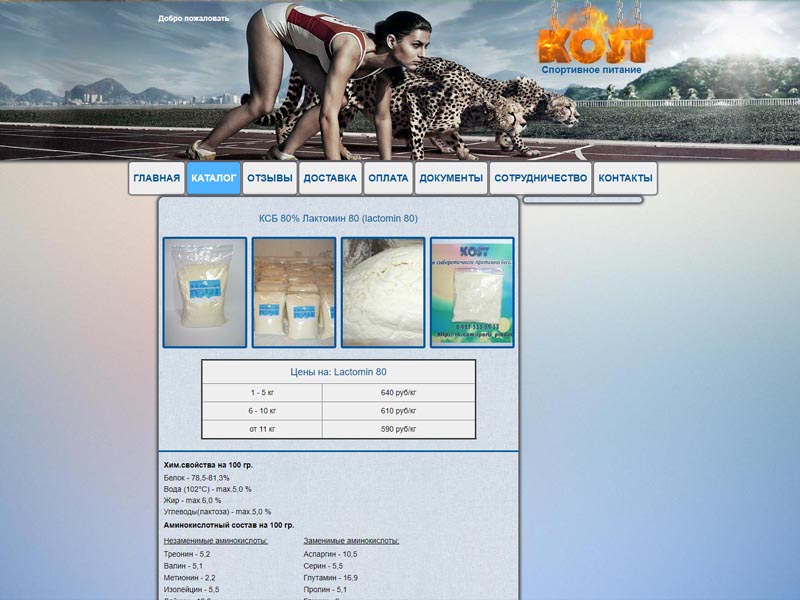 Добро пожаловать
KOST
Спортивное питание
ГЛАВНАЯ КАТАЛОГ ОТЗЫВЫ ДОСТАВКА ОПЛАТА ДОКУМЕНТЫ СОТРУДНИЧЕСТВО КОНТАКТЫ
КСБ 80% Лактомин 80 (lactomin 80)
KOST
Цены на: Lactomin 80
1 - 5 кг 640 руб/кг
6 - 10 кг 610 руб/кг
от 11 кг 590 руб/кг
Хим.свойства на 100 гр.
Белок - 78,5-81,3%
Вода (102°С) - max.5,0 %
Жир - max.6,0 %
Углеводы(лактоза) - max.5,0 %
Аминокислотный состав на 100 гр.
Незаменимые аминокислоты: Заменимые аминокислоты:
Треонин - 5,2 Аспаргин - 10,5
Валин - 5,1 Серин - 5,5
Метионин - 2,2 Глутамин - 16,9
Изолейцин - 5,5 Пролин - 5,1